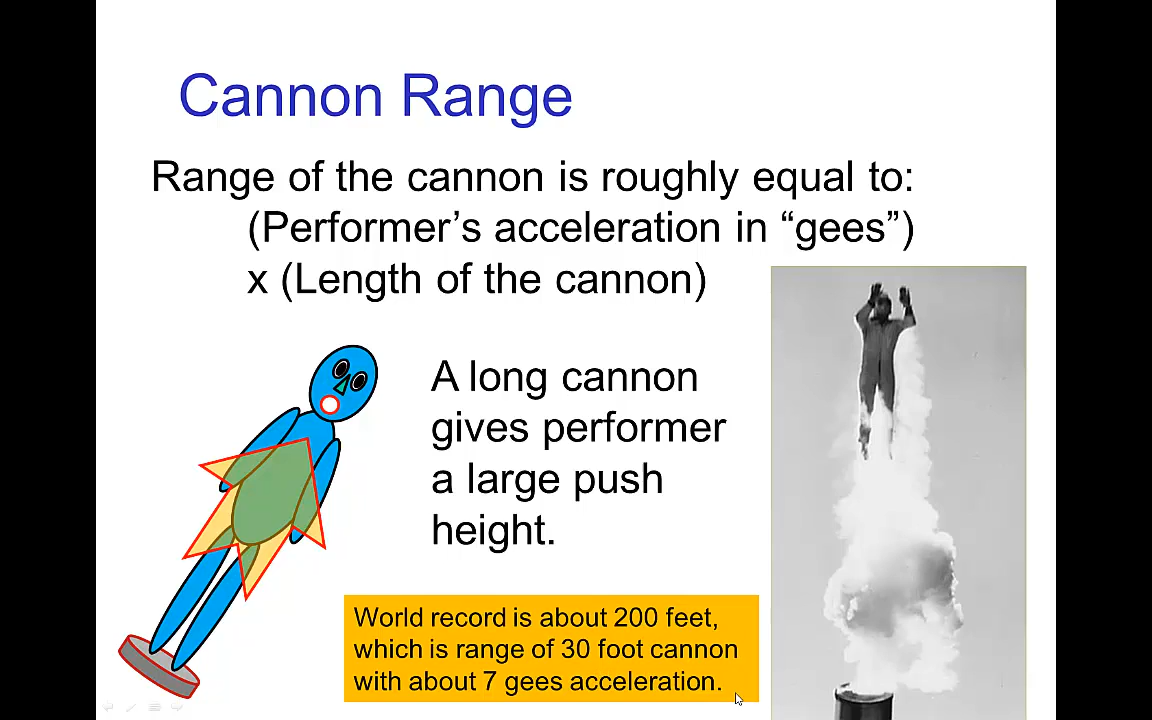 Cannon Range
Range of the cannon is roughly equal to:
(Performer’s acceleration in “gees”)
x (Length of the cannon)
A long cannon
gives performer
a large push
height.
World record is about 200 feet,
which is range of 30 foot cannon
with about 7 gees acceleration.